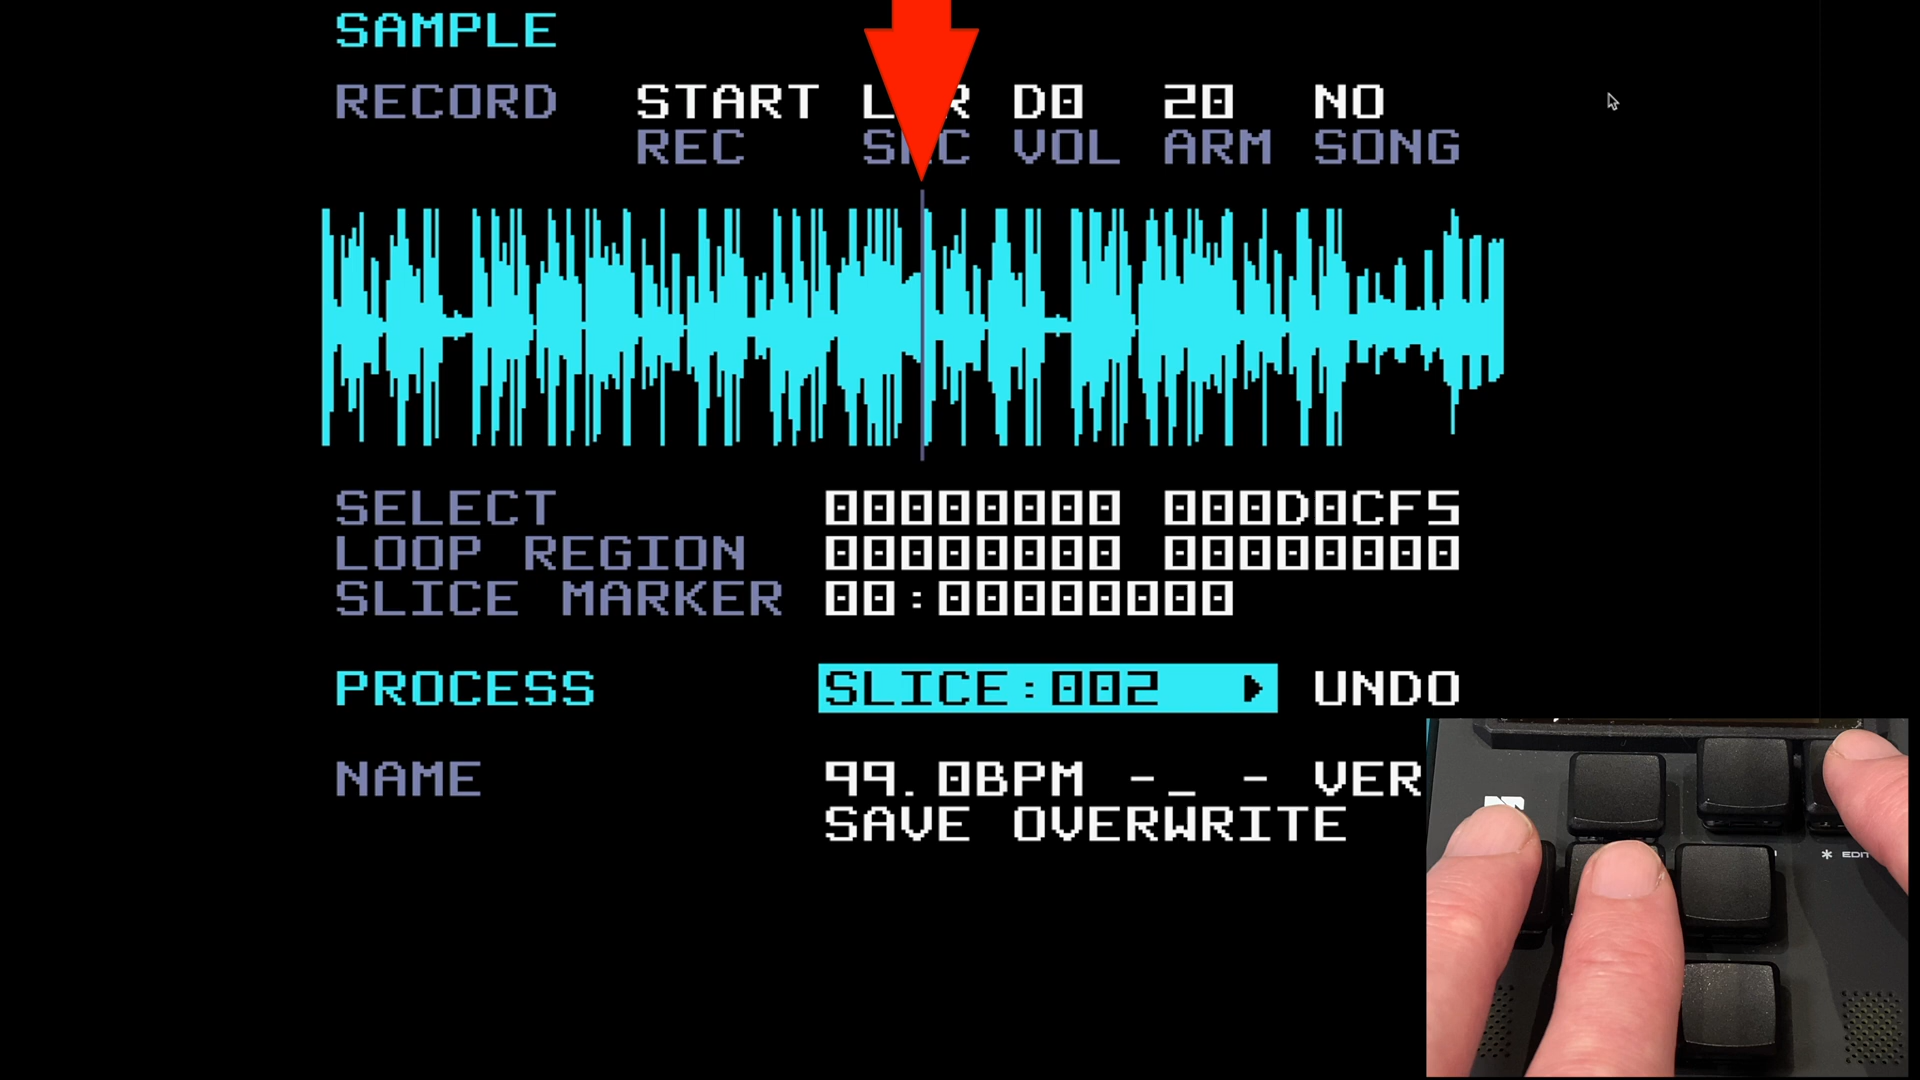 SAMPLE
RECORD START D0 20 NO
REC VOL ARM SONG
SELECT 00000000 000D0CF5
LOOP REGION 00000000 00000000
SLICE MARKER 00:00000000
PROCESS SLICE:002 UNDO
NAME 99.0BPM -_ - VER
SAVE OVERWRITE
* EDIT